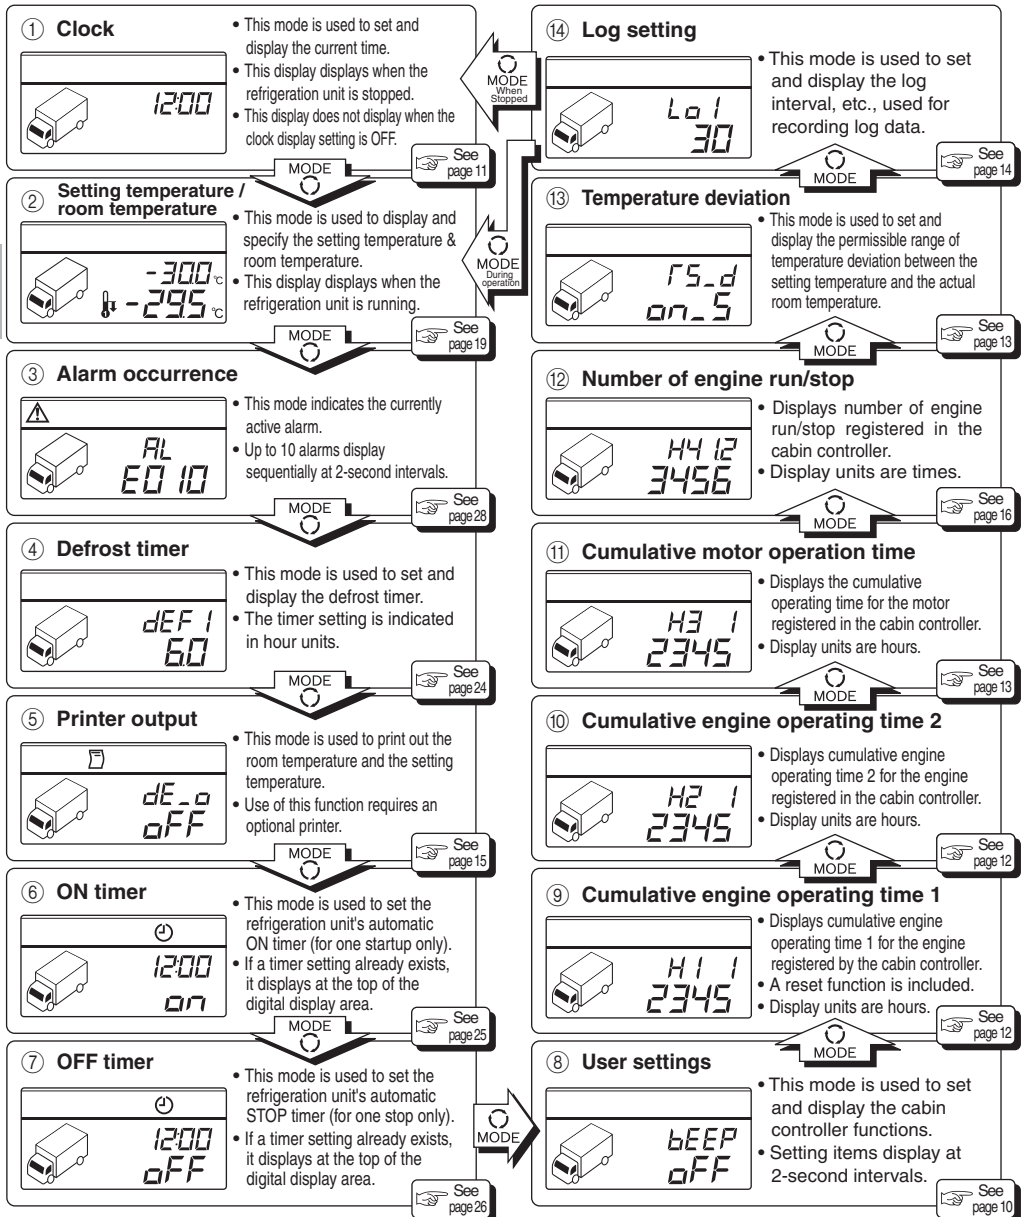 ① Clock
12:00
• This mode is used to set and
display the current time.
• This display displays when the
refrigeration unit is stopped.
• This display does not display when the
clock display setting is OFF.
See
page 11
MODE
② Setting temperature /
room temperature
-30.0 °C
-29.5 °C
• This mode is used to display and
specify the setting temperature &
room temperature.
• This display displays when the
refrigeration unit is running.
See
page 19
MODE
③ Alarm occurrence
AL
E010
• This mode indicates the currently
active alarm.
• Up to 10 alarms display
sequentially at 2-second intervals.
See
page 28
MODE
④ Defrost timer
dEF 1
6.0
• This mode is used to set and
display the defrost timer.
• The timer setting is indicated
in hour units.
See
page 24
MODE
⑤ Printer output
dE_o
oFF
• This mode is used to print out the
room temperature and the setting
temperature.
• Use of this function requires an
optional printer.
See
page 15
MODE
⑥ ON timer
12:00
on
• This mode is used to set the
refrigeration unit's automatic
ON timer (for one startup only).
• If a timer setting already exists,
it displays at the top of the
digital display area.
See
page 25
MODE
⑦ OFF timer
12:00
oFF
• This mode is used to set the
refrigeration unit's automatic
STOP timer (for one stop only).
• If a timer setting already exists,
it displays at the top of the
digital display area.
See
page 26
MODE
⑭ Log setting
Lo1
30
• This mode is used to set
and display the log
interval, etc., used for
recording log data.
See
page 14
MODE
When
Stopped
MODE
During
operation
MODE
⑬ Temperature deviation
TS_d
on_5
• This mode is used to set and
display the permissible range of
temperature deviation between the
setting temperature and the actual
room temperature.
See
page 13
MODE
⑫ Number of engine run/stop
H4 1.2
3456
• Displays number of engine
run/stop registered in the
cabin controller.
• Display units are times.
See
page 16
MODE
⑪ Cumulative motor operation time
H3 1
2345
• Displays the cumulative
operating time for the motor
registered in the cabin controller.
• Display units are hours.
See
page 13
MODE
⑩ Cumulative engine operating time 2
H2 1
2345
• Displays cumulative engine
operating time 2 for the engine
registered in the cabin controller.
• Display units are hours.
See
page 12
MODE
⑨ Cumulative engine operating time 1
H1 1
2345
• Displays cumulative engine
operating time 1 for the engine
registered by the cabin controller.
• A reset function is included.
• Display units are hours.
See
page 12
MODE
⑧ User settings
bEEP
oFF
• This mode is used to set
and display the cabin
controller functions.
• Setting items display at
2-second intervals.
See
page 10